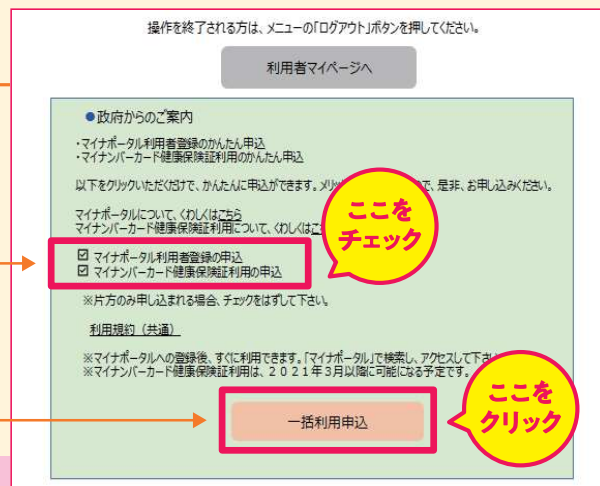 操作を終了される方は、メニューの「ログアウト」ボタンを押してください。
利用者マイページへ
●政府からのご案内
・マイナポータル利用者登録のかんたん申込
・マイナンバーカード健康保険証利用のかんたん申込
以下をクリックいただくだけで、かんたんに申込ができます。メリッ で、是非、お申し込みください。
マイナポータルについて、くわしくはこちら
マイナンバーカード健康保険証利用について、くわしくはこ
ここを
チェック
☑ マイナポータル利用者登録の申込
☑ マイナンバーカード健康保険証利用の申込
※片方のみ申し込まれる場合、チェックをはずして下さい。
利用規約（共通）
※マイナポータルへの登録後、すぐに利用できます。「マイナポータル」で検索し、アクセスして下さ
※マイナンバーカード健康保険証利用は、２０２１年３月以降に可能になる予定です。
一括利用申込
ここを
クリック